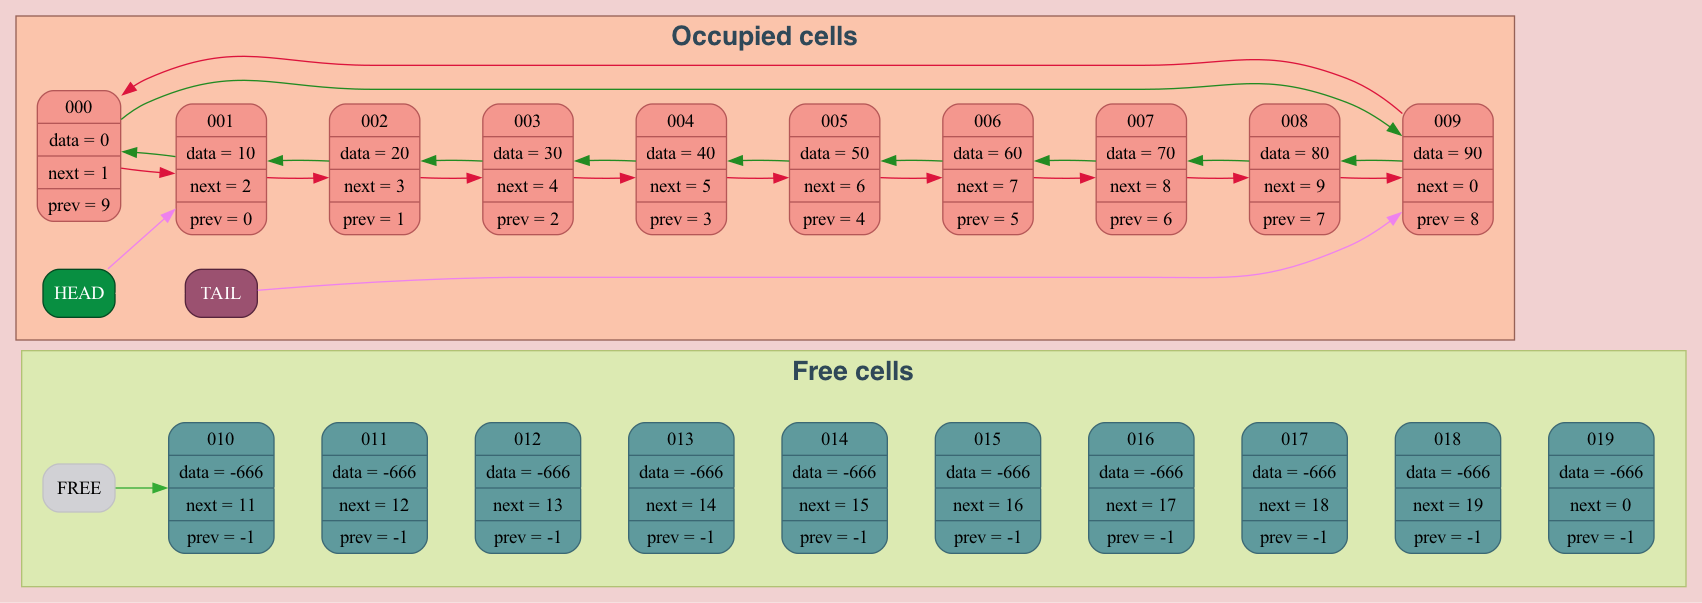 Occupied cells
000
data = 0
next = 1
prev = 9
001
data = 10
next = 2
prev = 0
002
data = 20
next = 3
prev = 1
003
data = 30
next = 4
prev = 2
004
data = 40
next = 5
prev = 3
005
data = 50
next = 6
prev = 4
006
data = 60
next = 7
prev = 5
007
data = 70
next = 8
prev = 6
008
data = 80
next = 9
prev = 7
009
data = 90
next = 0
prev = 8
HEAD
TAIL
Free cells
FREE
010
data = -666
next = 11
prev = -1
011
data = -666
next = 12
prev = -1
012
data = -666
next = 13
prev = -1
013
data = -666
next = 14
prev = -1
014
data = -666
next = 15
prev = -1
015
data = -666
next = 16
prev = -1
016
data = -666
next = 17
prev = -1
017
data = -666
next = 18
prev = -1
018
data = -666
next = 19
prev = -1
019
data = -666
next = 0
prev = -1